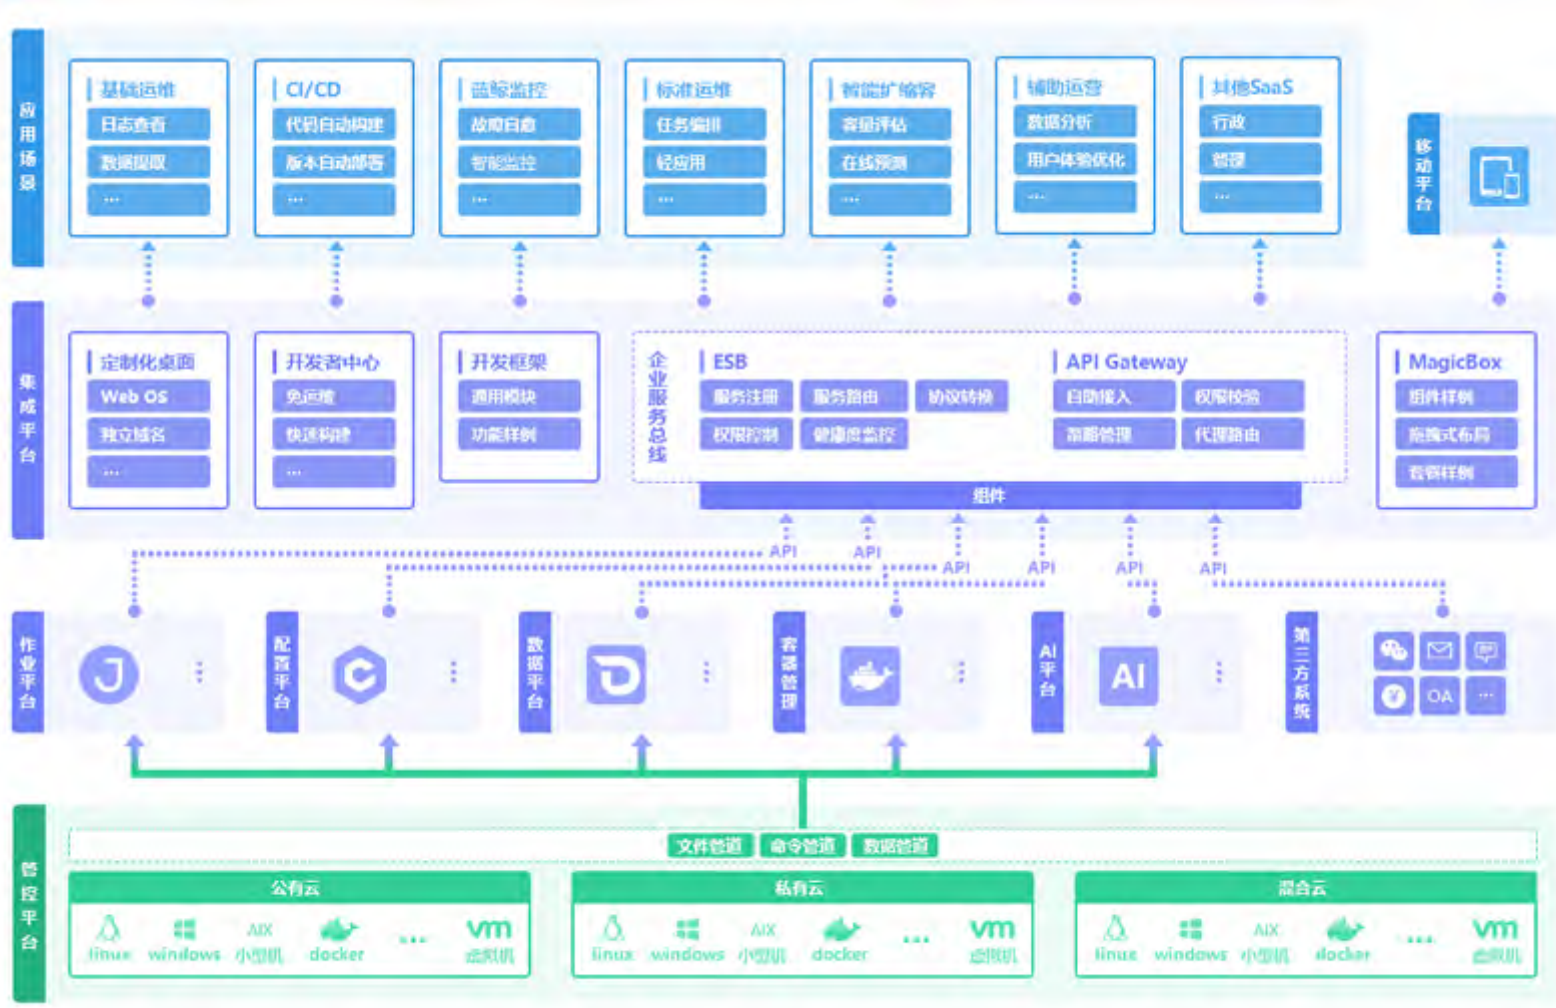 应用场景
基础运维
日志查看
数据提取
...
CI/CD
代码自动构建
版本自动部署
...
蓝鲸监控
故障自愈
智能监控
...
标准运维
任务编排
轻应用
...
智能扩缩容
容量评估
在线预测
...
辅助运营
数据分析
用户体验优化
...
其他SaaS
行政
管理
...
移动平台
集成平台
定制化桌面
Web OS
独立域名
...
开发者中心
免运维
快速构建
...
开发框架
通用模块
功能样例
企业服务总线
ESB
服务注册
服务路由
协议转换
权限控制
健康度监控
API Gateway
自助接入
权限校验
策略管理
代理路由
组件
MagicBox
组件样例
拖拽式布局
套餐样例
API
API
API
API
API
API
作业平台
配置平台
数据平台
容器管理
AI平台
AI
第三方系统
OA
...
管控平台
文件管道
命令管道
数据管道
公有云
linux
windows
AIX
小型机
docker
...
vm
虚拟机
私有云
linux
windows
AIX
小型机
docker
...
vm
虚拟机
混合云
linux
windows
AIX
小型机
docker
...
vm
虚拟机